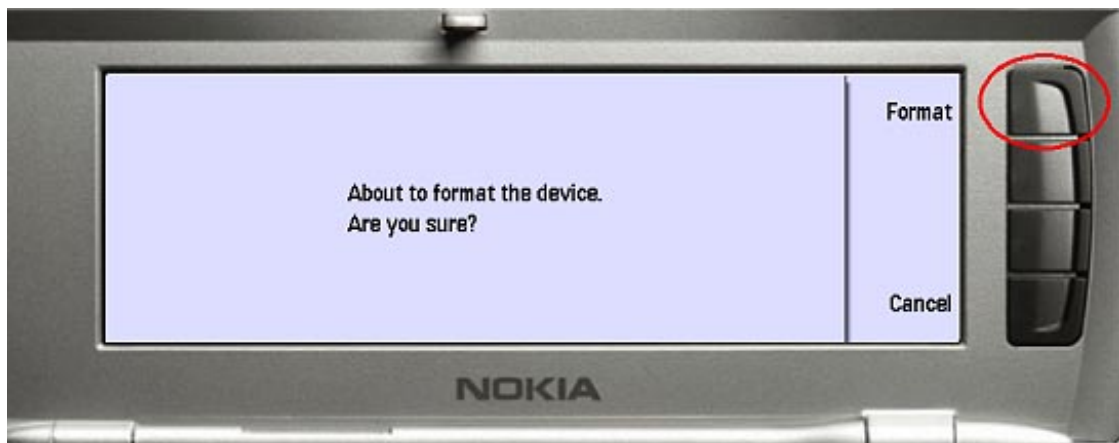 Format
About to format the device.
Are you sure?
Cancel
NOKIA